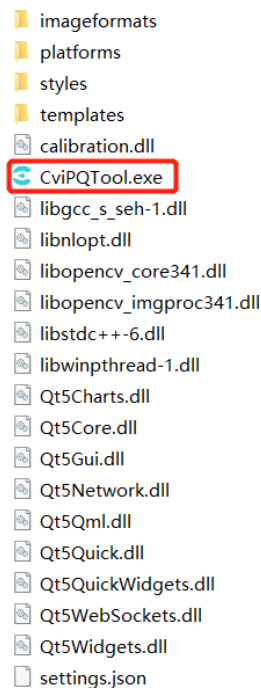 imageformats
platforms
styles
templates
calibration.dll
CviPQTool.exe
libgcc_s_seh-1.dll
libnlopt.dll
libopencv_core341.dll
libopencv_imgproc341.dll
libstdc++-6.dll
libwinpthread-1.dll
Qt5Charts.dll
Qt5Core.dll
Qt5Gui.dll
Qt5Network.dll
Qt5Qml.dll
Qt5Quick.dll
Qt5QuickWidgets.dll
Qt5WebSockets.dll
Qt5Widgets.dll
settings.json